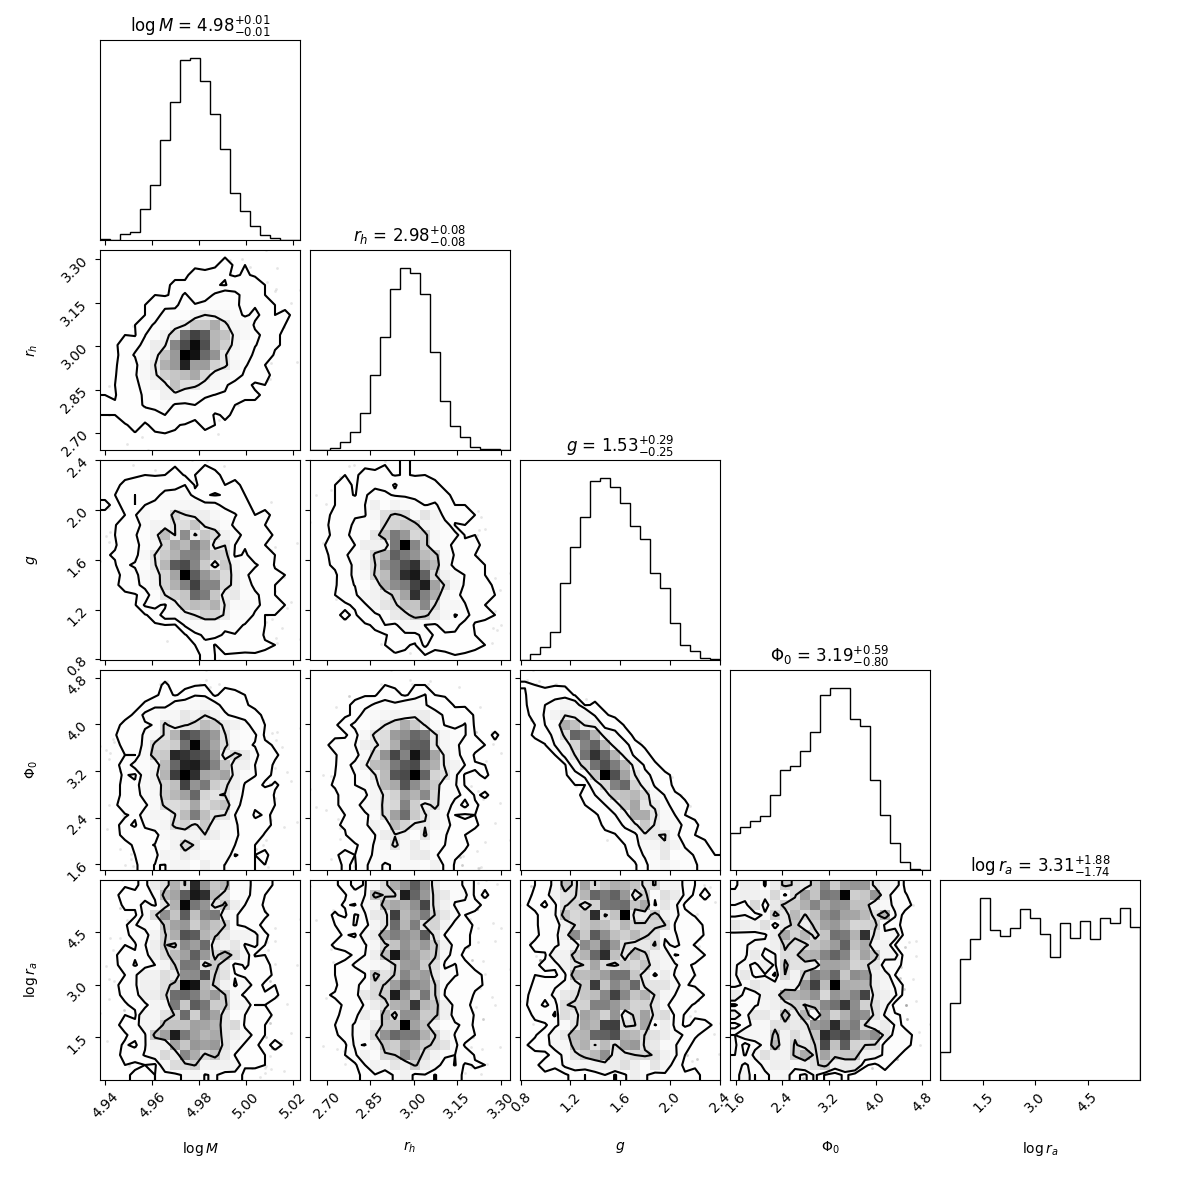 log M = 4.98+0.01−0.01
3.30
3.15
3.00
2.85
2.70
r_h
r_h = 2.98+0.08−0.08
2.4
2.0
1.6
1.2
0.8
g
g = 1.53+0.29−0.25
4.8
4.0
3.2
2.4
1.6
Φ_0
Φ_0 = 3.19+0.59−0.80
4.5
3.0
1.5
log r_a
log r_a = 3.31+1.88−1.74
4.94 4.96 4.98 5.00 5.02
2.70 2.85 3.00 3.15 3.30
0.8 1.2 1.6 2.0 2.4
1.6 2.4 3.2 4.0 4.8
1.5 3.0 4.5
log M r_h g Φ_0 log r_a